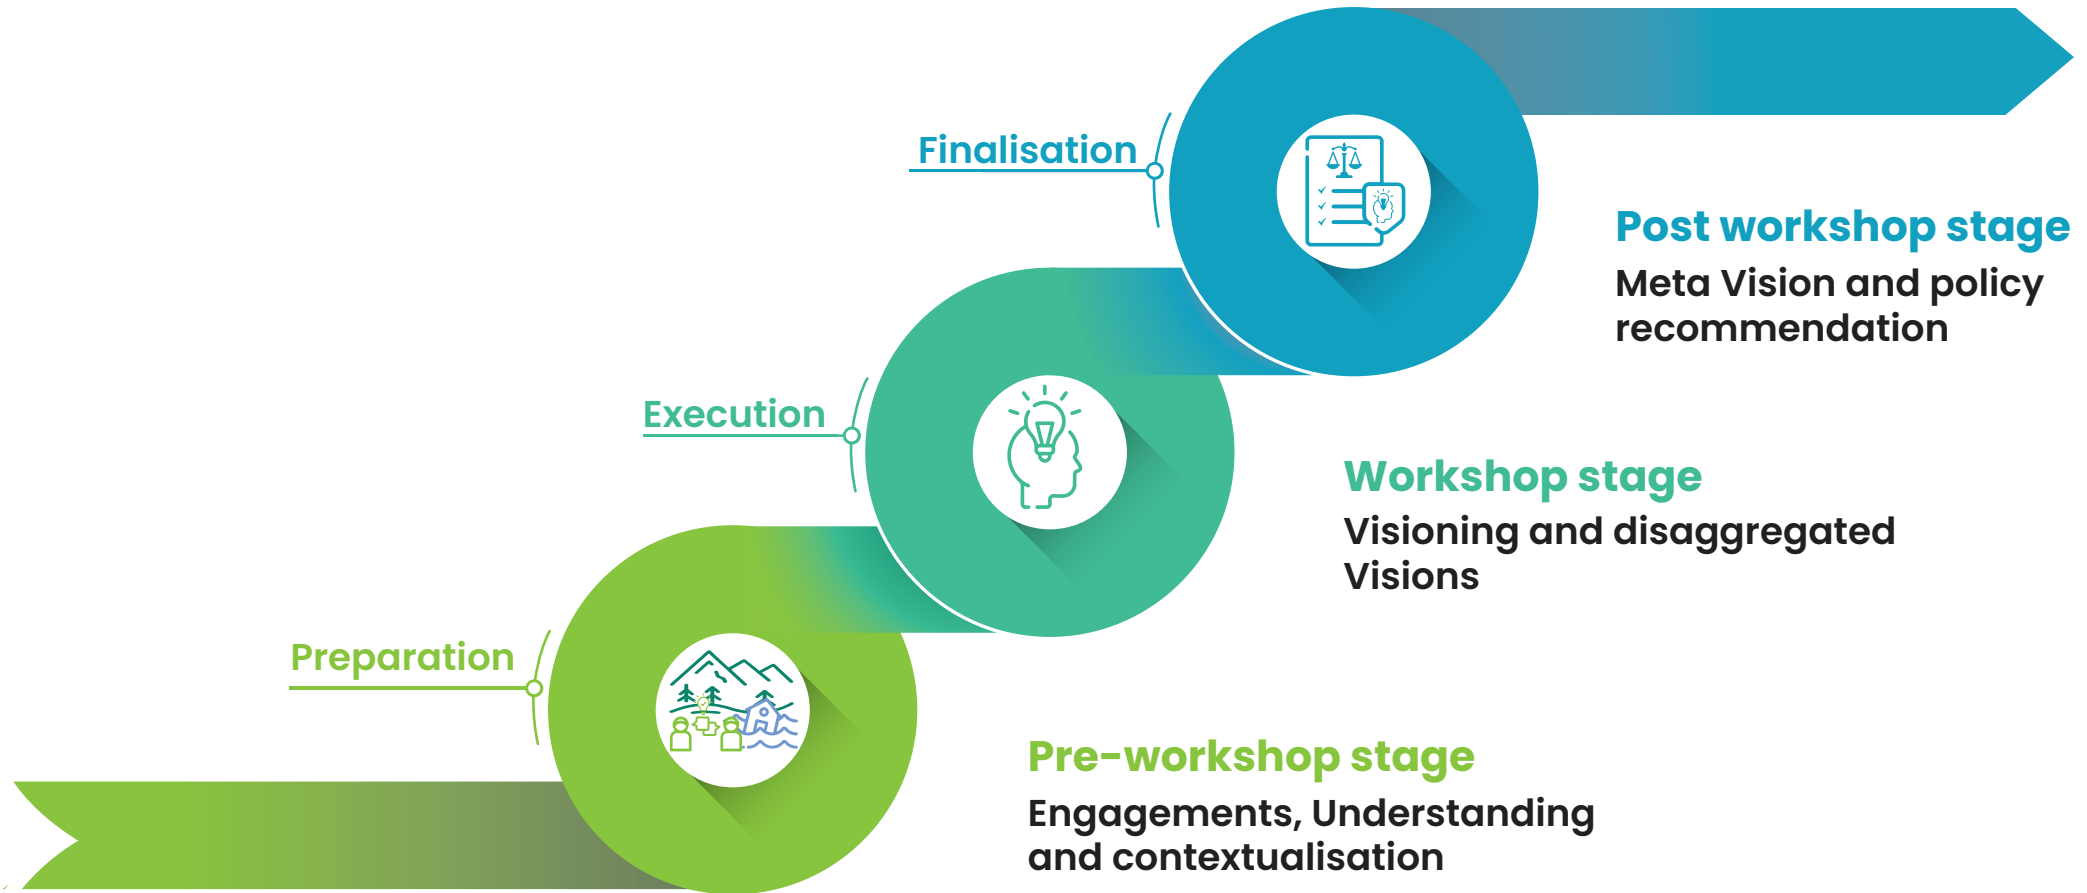 Finalisation
Post workshop stage
Meta Vision and policy
recommendation
Execution
Workshop stage
Visioning and disaggregated
Visions
Preparation
Pre-workshop stage
Engagements, Understanding
and contextualisation